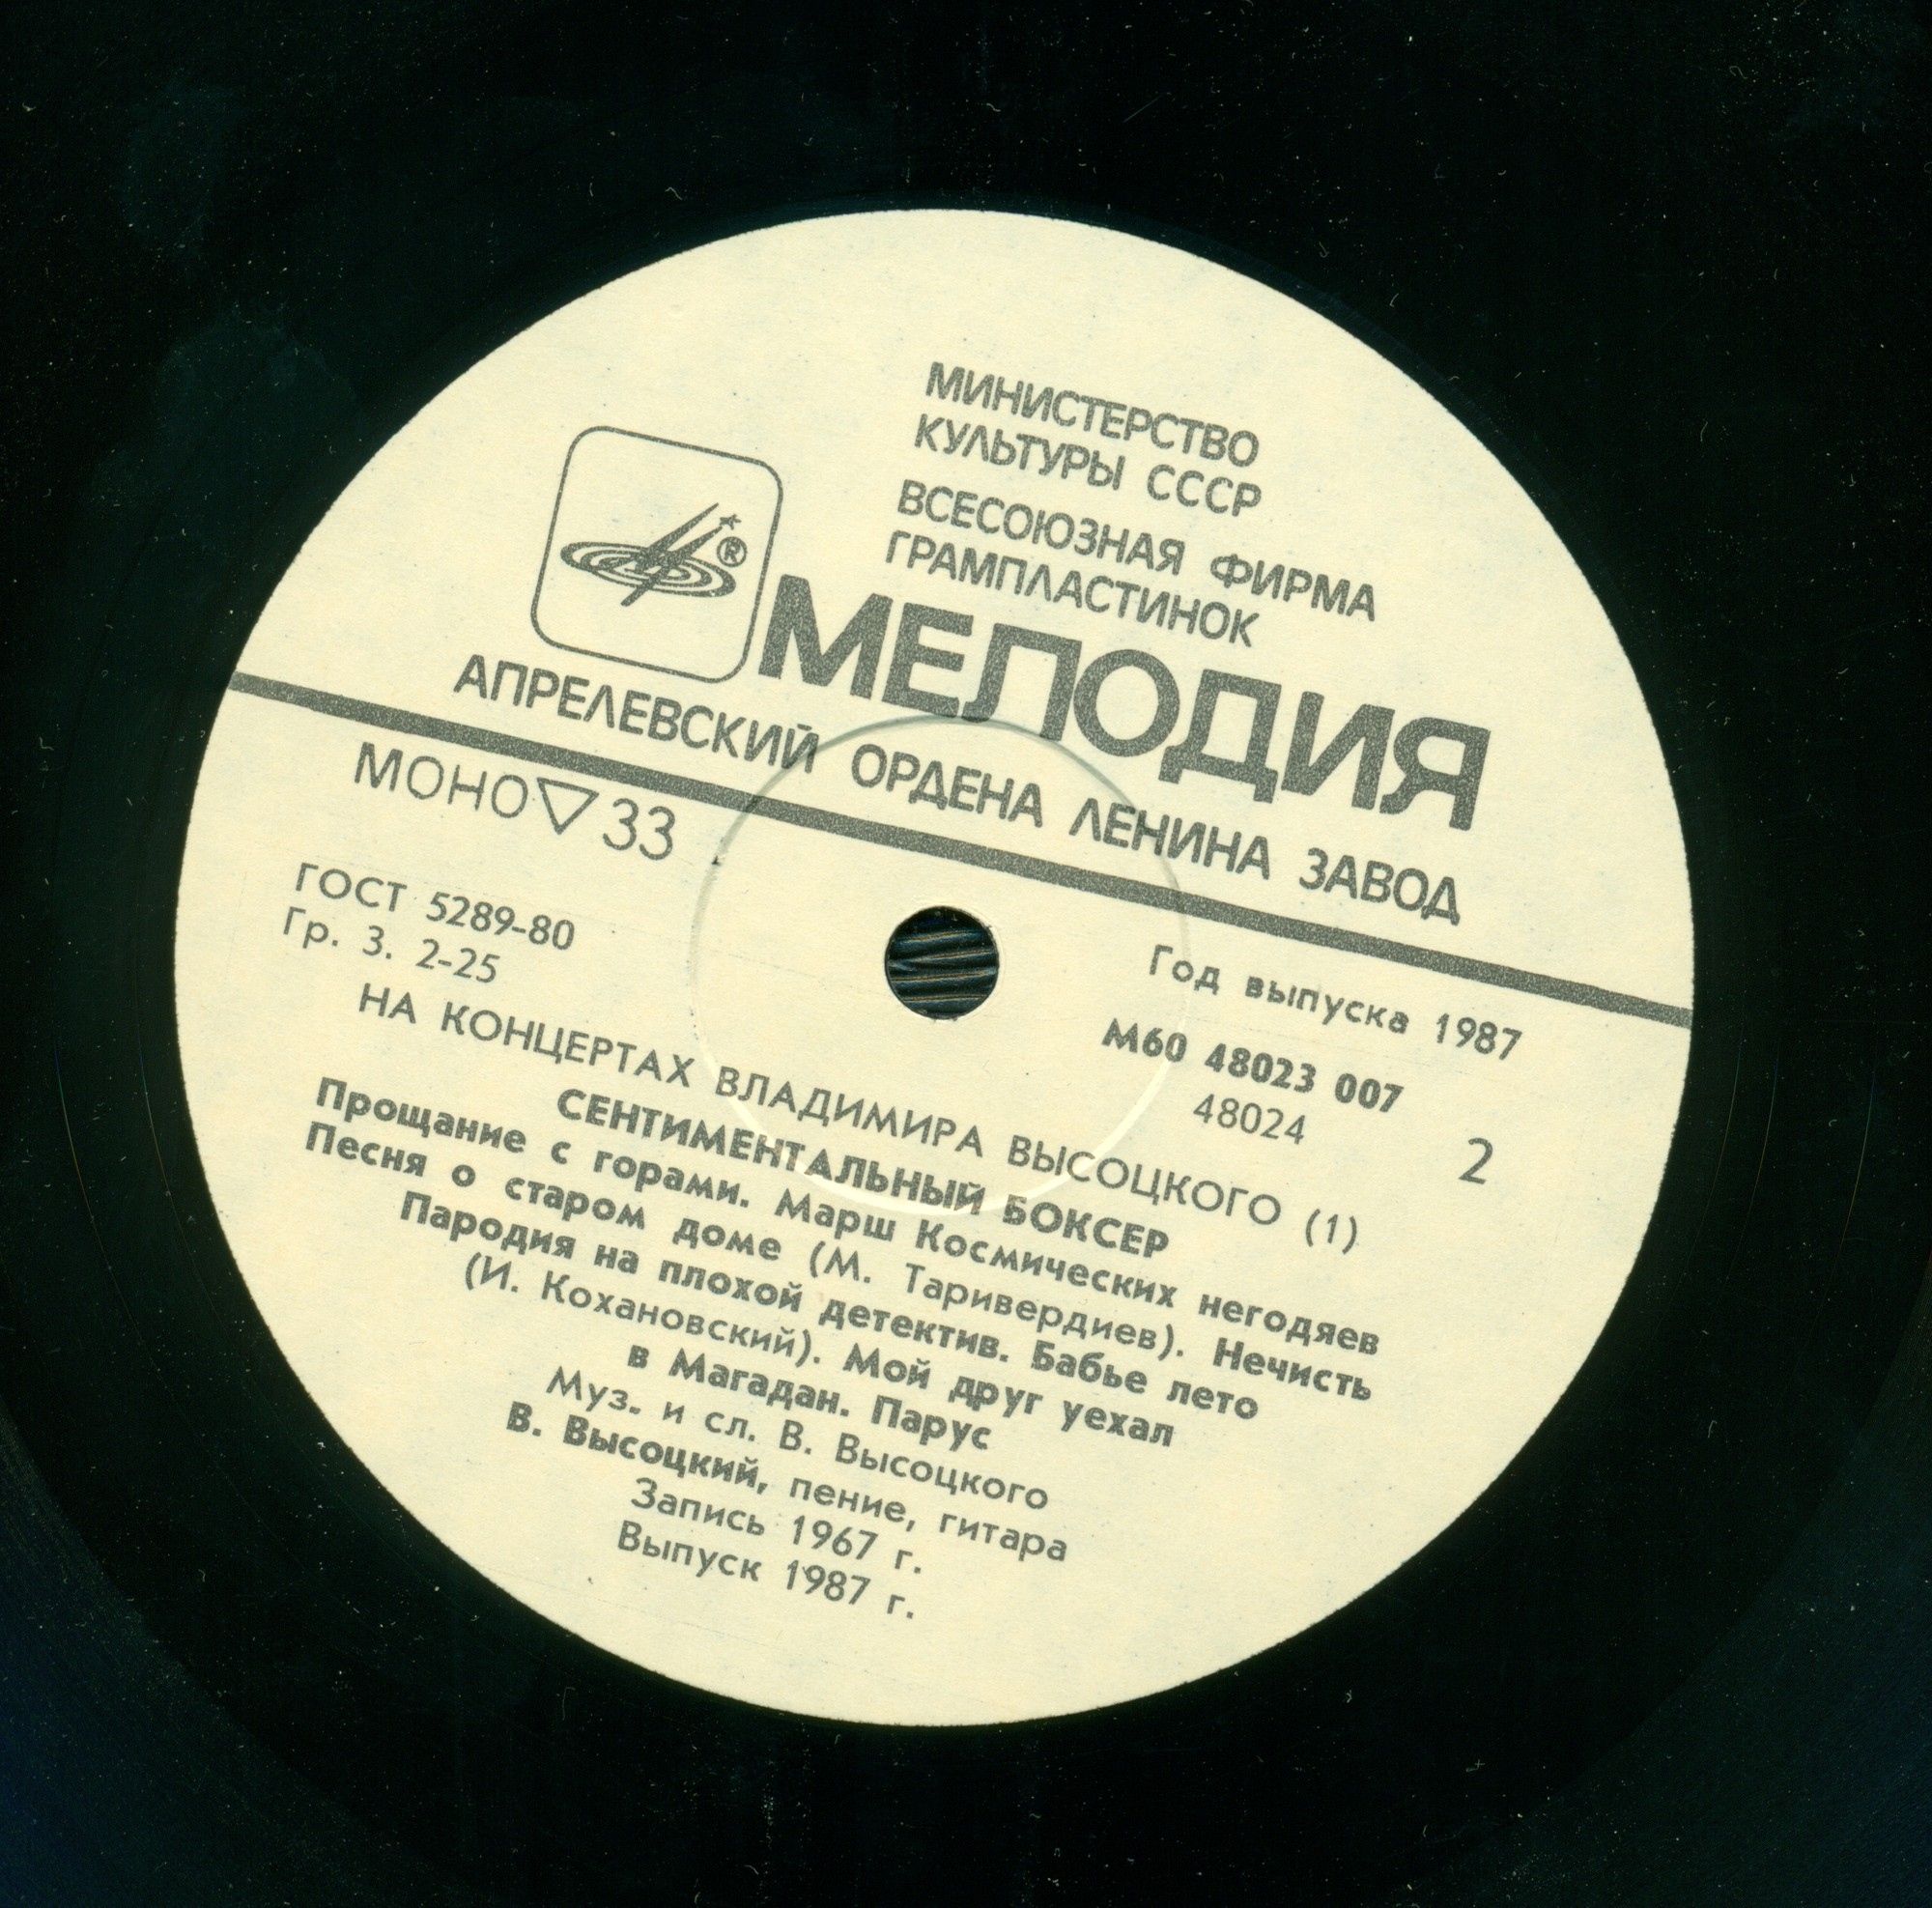 МИНИСТЕРСТВО
КУЛЬТУРЫ СССР
ВСЕСОЮЗНАЯ ФИРМА
ГРАМПЛАСТИНОК
®
МЕЛОДИЯ
АПРЕЛЕВСКИЙ ОРДЕНА ЛЕНИНА ЗАВОД
МОНО ▽ 33
Год выпуска 1987
ГОСТ 5289-80
Гр. 3. 2-25
М60 48023 007
48024
2
НА КОНЦЕРТАХ ВЛАДИМИРА ВЫСОЦКОГО (1)
СЕНТИМЕНТАЛЬНЫЙ БОКСЕР
Прощание с горами. Марш Космических негодяев
Песня о старом доме (М. Таривердиев). Нечисть
Пародия на плохой детектив. Бабье лето
(И. Кохановский). Мой друг уехал
в Магадан. Парус
Муз. и сл. В. Высоцкого
В. Высоцкий, пение, гитара
Запись 1967 г.
Выпуск 1987 г.